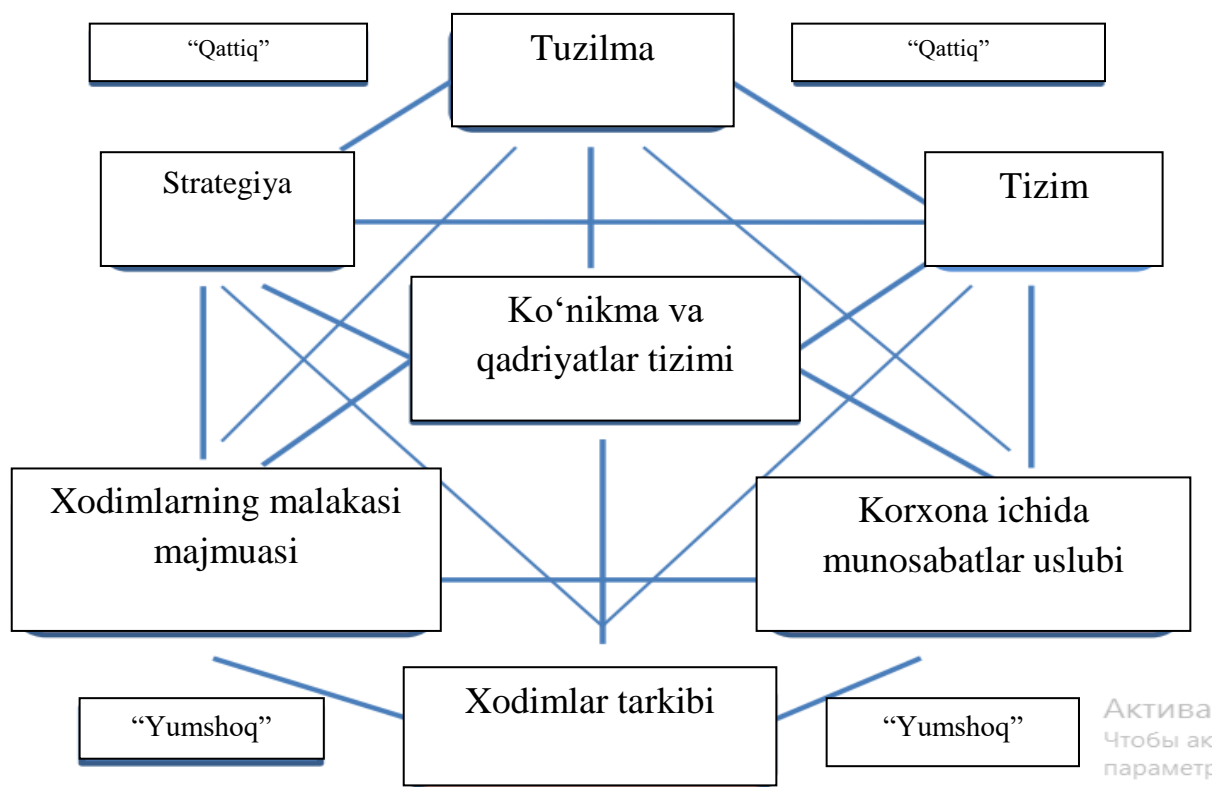 “Qattiq”
Tuzilma
“Qattiq”
Strategiya
Tizim
Ko‘nikma va
qadriyatlar tizimi
Xodimlarning malakasi
majmuasi
Korxona ichida
munosabatlar uslubi
Xodimlar tarkibi
“Yumshoq”
“Yumshoq”
Актива
Чтобы ак
параметр